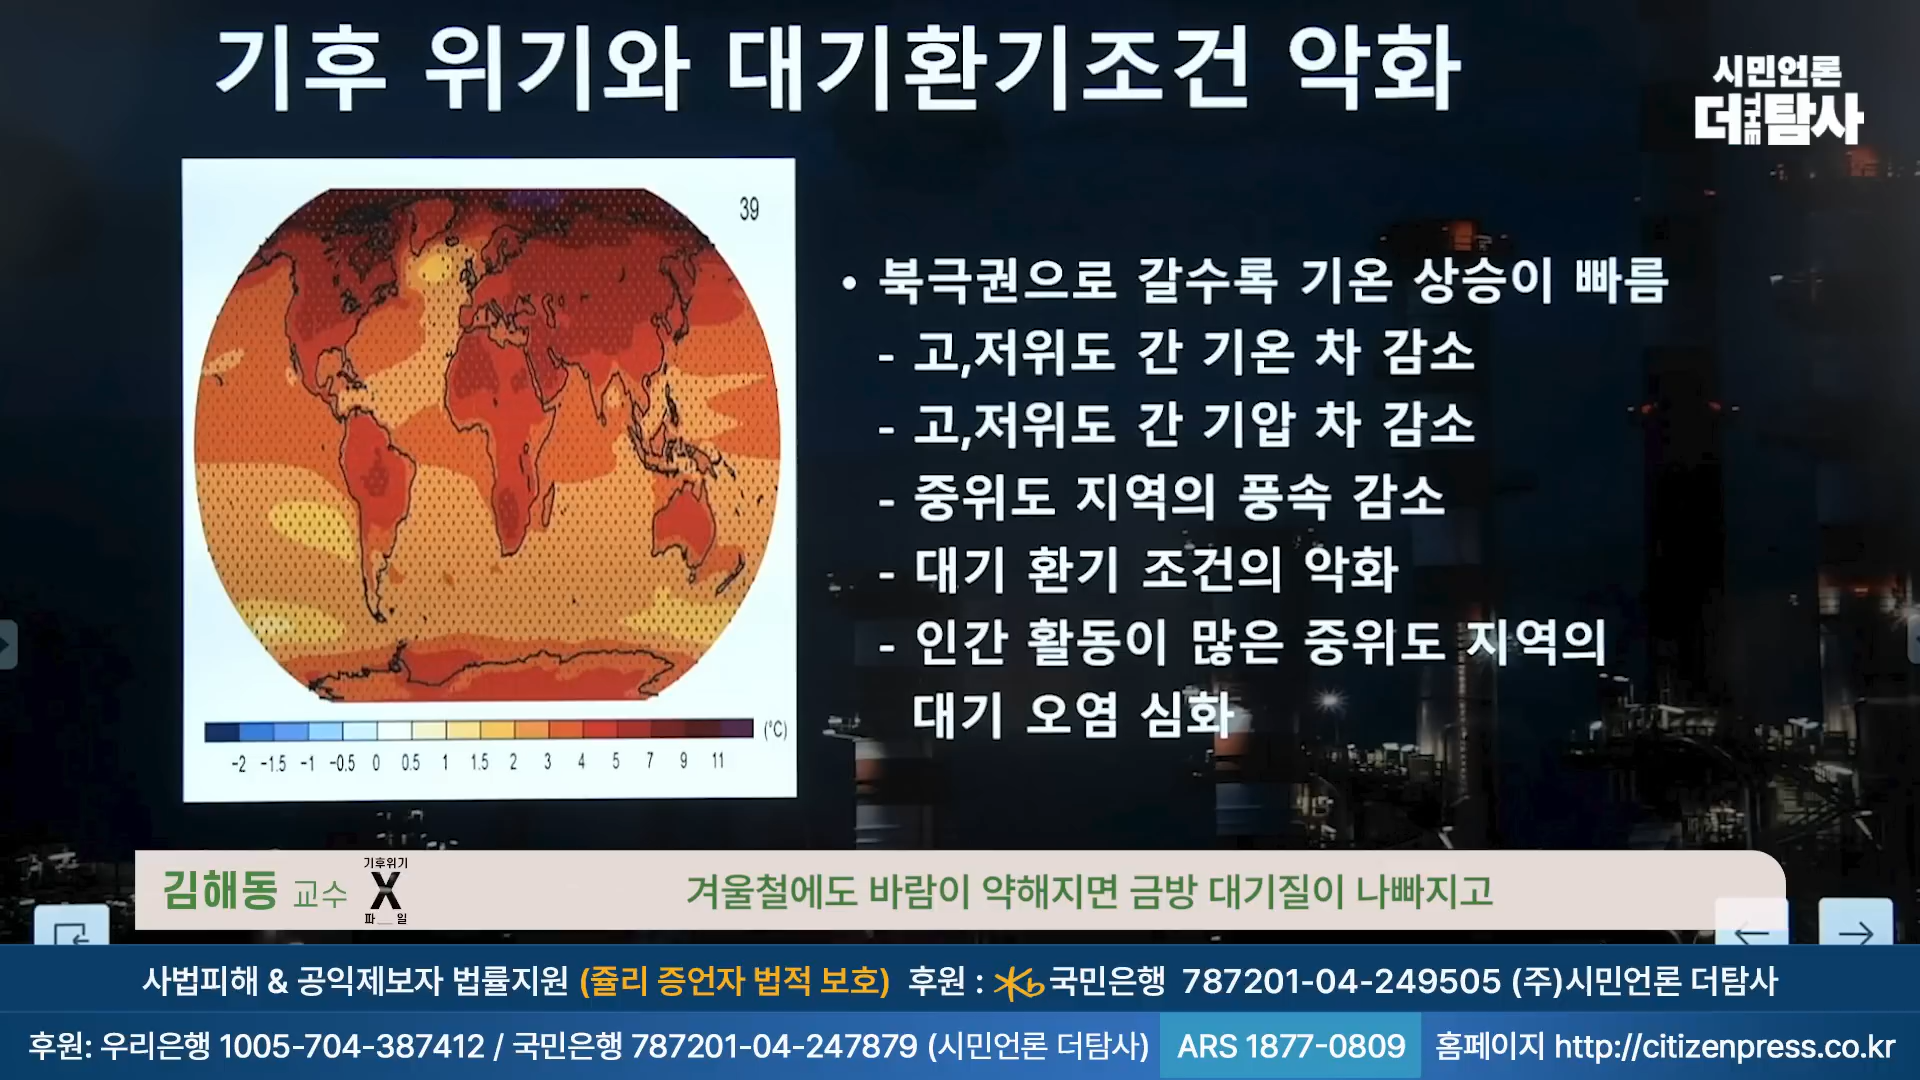 기후 위기와 대기환기조건 악화
시민언론
더탐사
39
• 북극권으로 갈수록 기온 상승이 빠름
- 고,저위도 간 기온 차 감소
- 고,저위도 간 기압 차 감소
- 중위도 지역의 풍속 감소
- 대기 환기 조건의 악화
- 인간 활동이 많은 중위도 지역의
대기 오염 심화
(°C)
-2 -1.5 -1 -0.5 0 0.5 1 1.5 2 3 4 5 7 9 11
김해동 교수
기후위기
X
파__일
겨울철에도 바람이 약해지면 금방 대기질이 나빠지고
사법피해 & 공익제보자 법률지원 (쥴리 증언자 법적 보호) 후원 : b 국민은행 787201-04-249505 (주)시민언론 더탐사
후원: 우리은행 1005-704-387412 / 국민은행 787201-04-247879 (시민언론 더탐사) ARS 1877-0809 홈페이지 http://citizenpress.co.kr